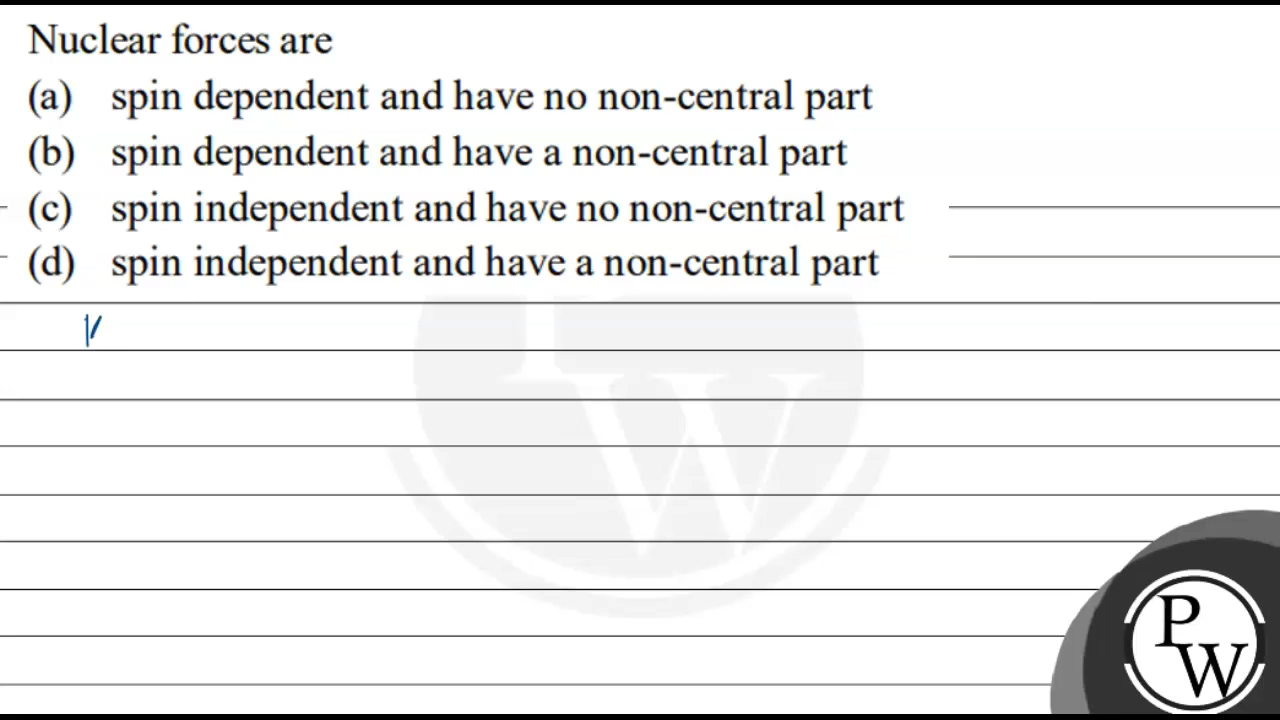 Nuclear forces are
(a) spin dependent and have no non-central part
(b) spin dependent and have a non-central part
(c) spin independent and have no non-central part
(d) spin independent and have a non-central part
PW